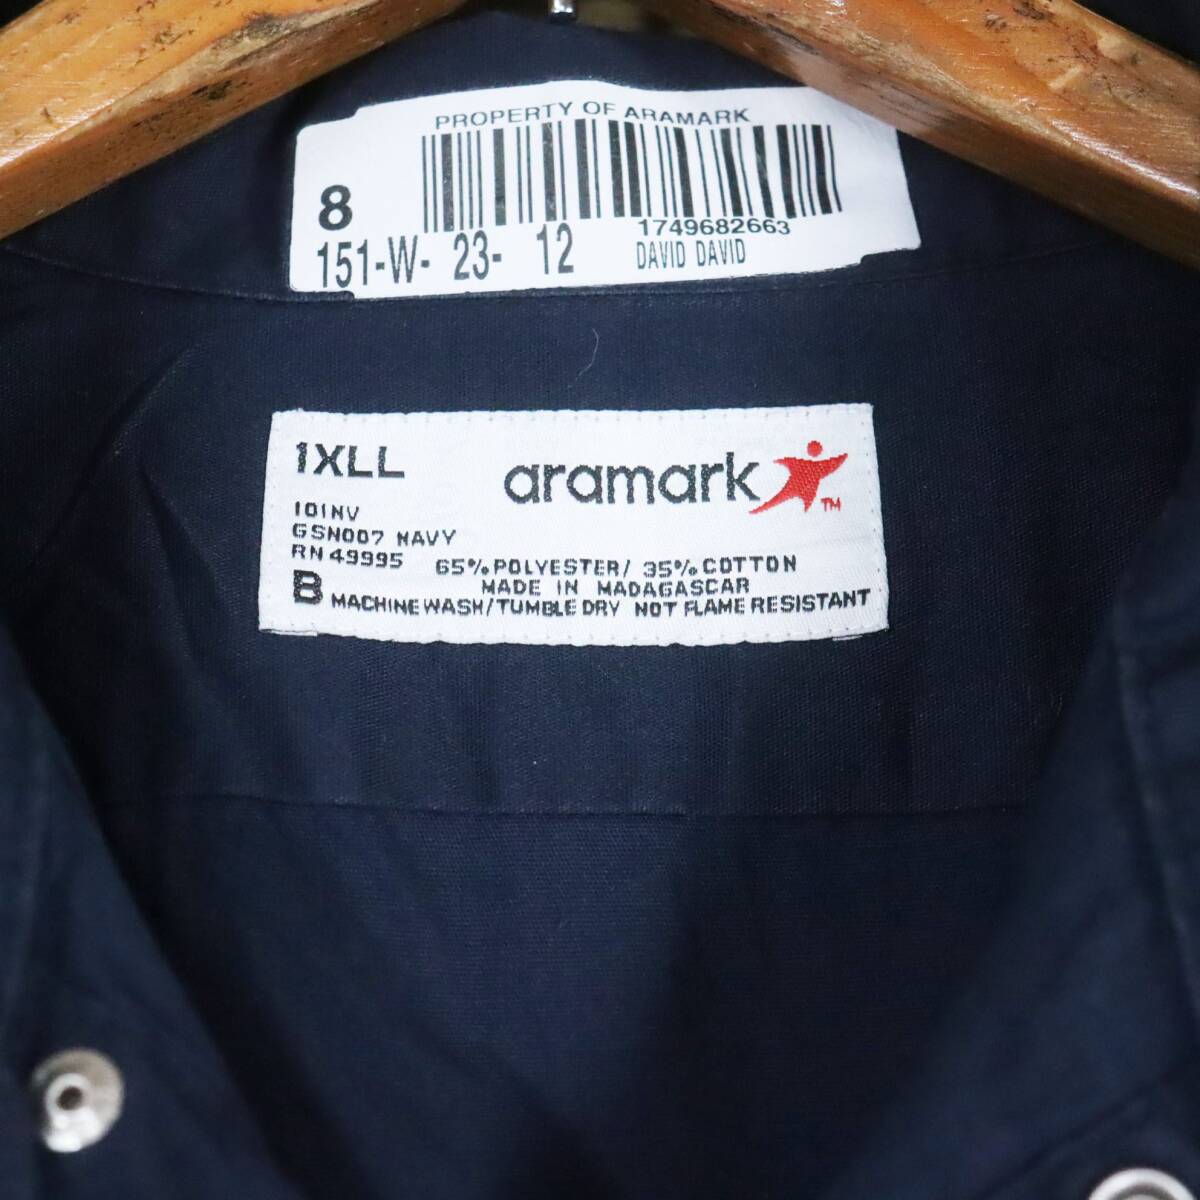 PROPERTY OF ARAMARK
8
1749682663
151-W- 23- 12 DAVID DAVID
1XLL
aramark TM
101NV
GSN007 NAVY
RN 49995 65% POLYESTER/ 35% COTTON
MADE IN MADAGASCAR
B MACHINE WASH/TUMBLE DRY NOT FLAME RESISTANT